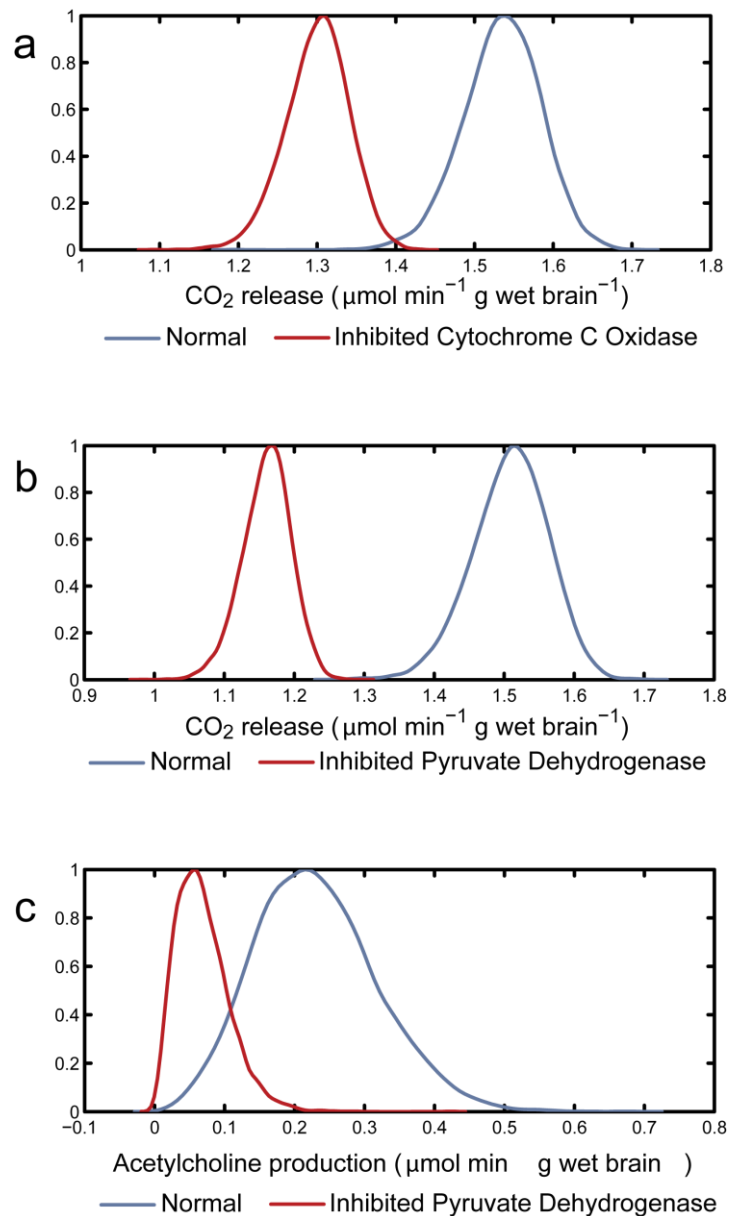 a
1
0.8
0.6
0.4
0.2
0
1 1.1 1.2 1.3 1.4 1.5 1.6 1.7 1.8
CO₂ release (µmol min⁻¹ g wet brain⁻¹)
Normal Inhibited Cytochrome C Oxidase
b
1
0.8
0.6
0.4
0.2
0
0.9 1 1.1 1.2 1.3 1.4 1.5 1.6 1.7 1.8
CO₂ release (µmol min⁻¹ g wet brain⁻¹)
Normal Inhibited Pyruvate Dehydrogenase
c
1
0.8
0.6
0.4
0.2
0
−0.1 0 0.1 0.2 0.3 0.4 0.5 0.6 0.7 0.8
Acetylcholine production (µmol min g wet brain )
Normal Inhibited Pyruvate Dehydrogenase